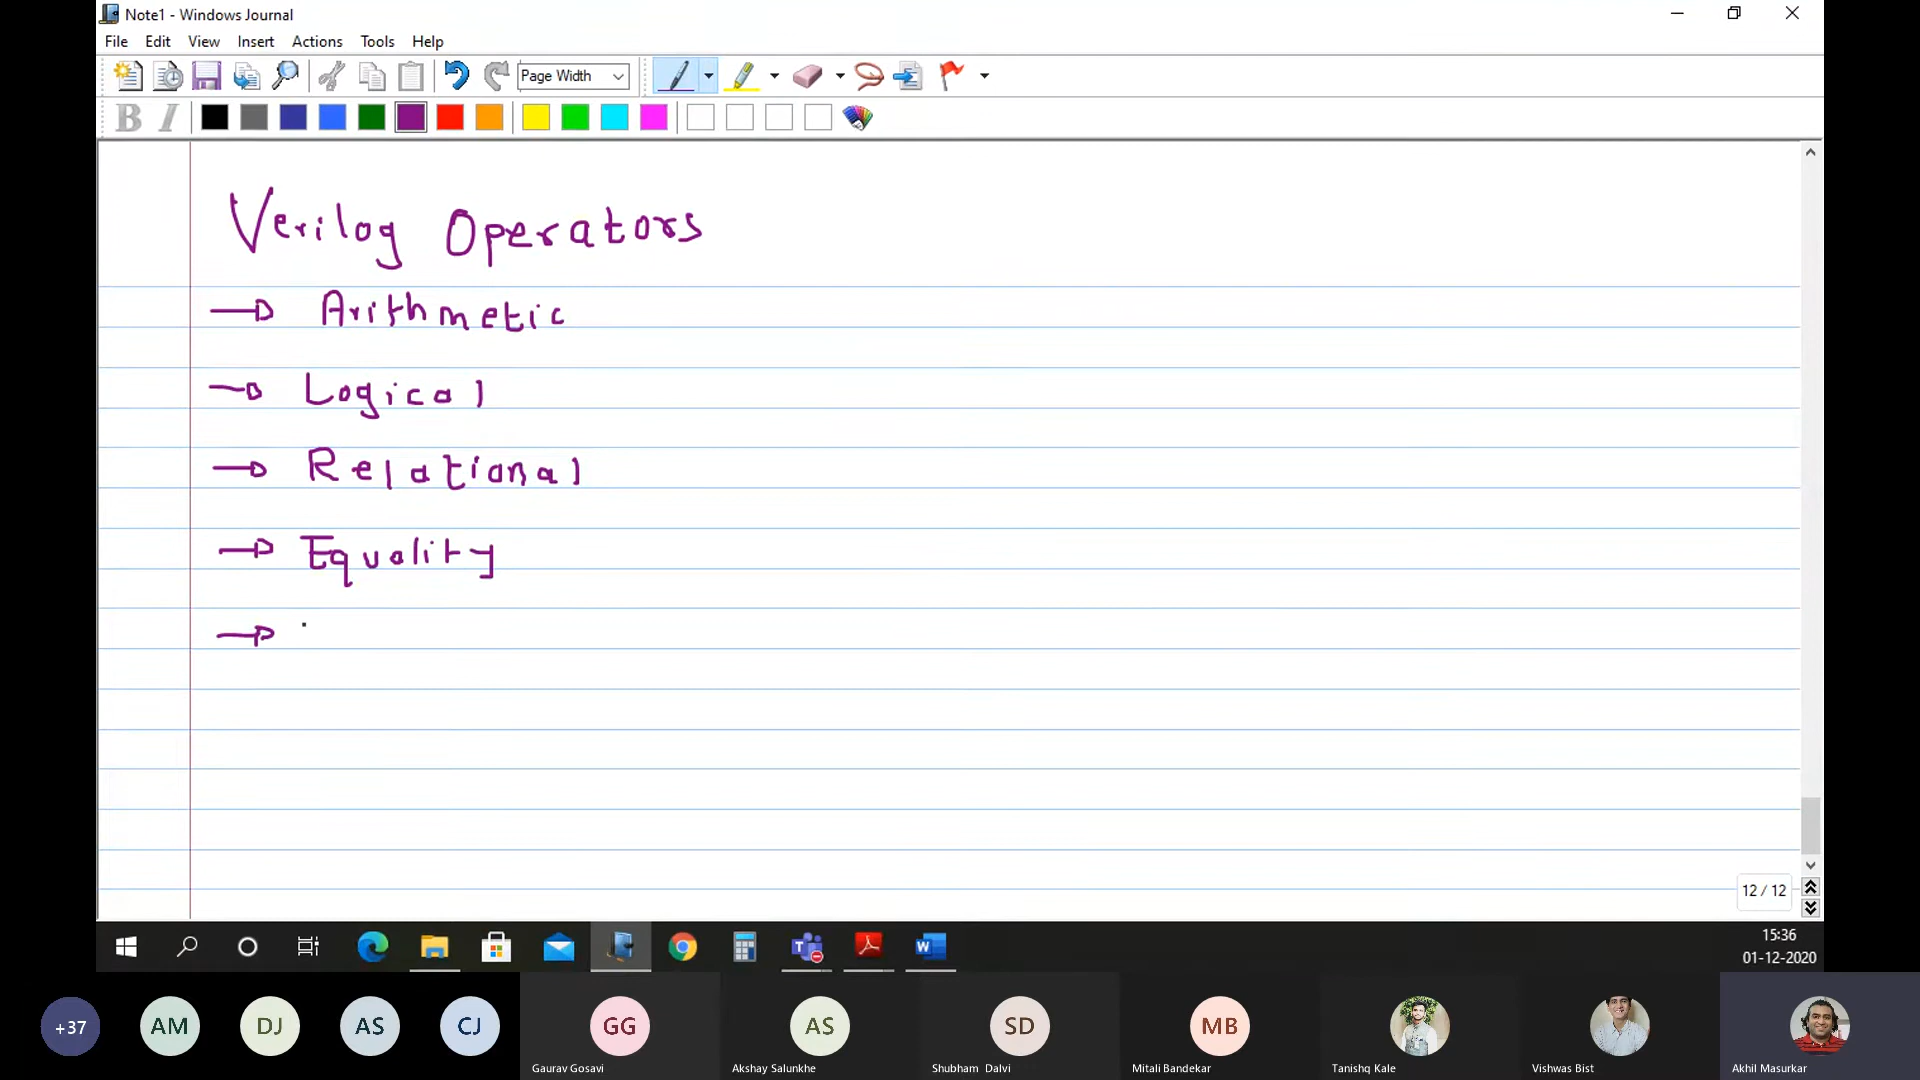 Note1 - Windows Journal
File Edit View Insert Actions Tools Help
Page Width
B I
Verilog Operators
Arithmetic
Logical
Relational
Equality
12 / 12
15:36
01-12-2020
+37 AM DJ AS CJ GG AS SD MB
Gaurav Gosavi Akshay Salunkhe Shubham Dalvi Mitali Bandekar Tanishq Kale Vishwas Bist Akhil Masurkar